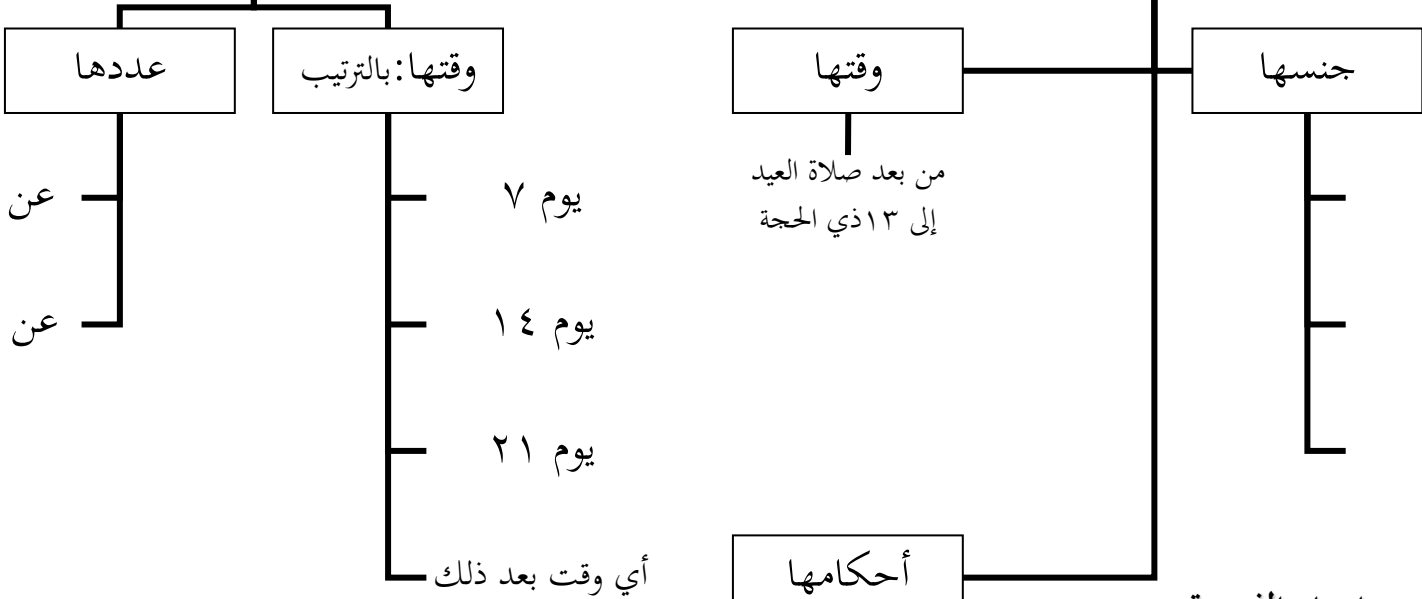 جنسها
وقتها
وقتها:بالترتيب
عددها
من بعد صلاة العيد
إلى ١٣ذي الحجة
يوم ٧
يوم ١٤
يوم ٢١
أي وقت بعد ذلك
عن
عن
أحكامها